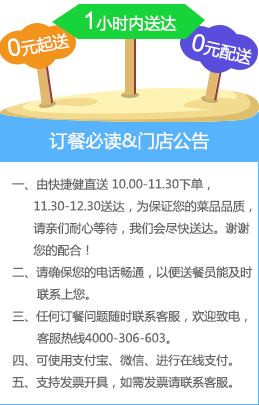 0元起送
1小时内送达
0元配送
订餐必读&门店公告
一、由快捷健直送 10.00-11.30下单，
11.30-12.30送达，为保证您的菜品品质，
请亲们耐心等待，我们会尽快送达。谢谢
您的配合！
二、请确保您的电话畅通，以便送餐员能及时
联系上您。
三、任何订餐问题随时联系客服，欢迎致电，
客服热线4000-306-603。
四、可使用支付宝、微信、进行在线支付。
五、支持发票开具，如需发票请联系客服。